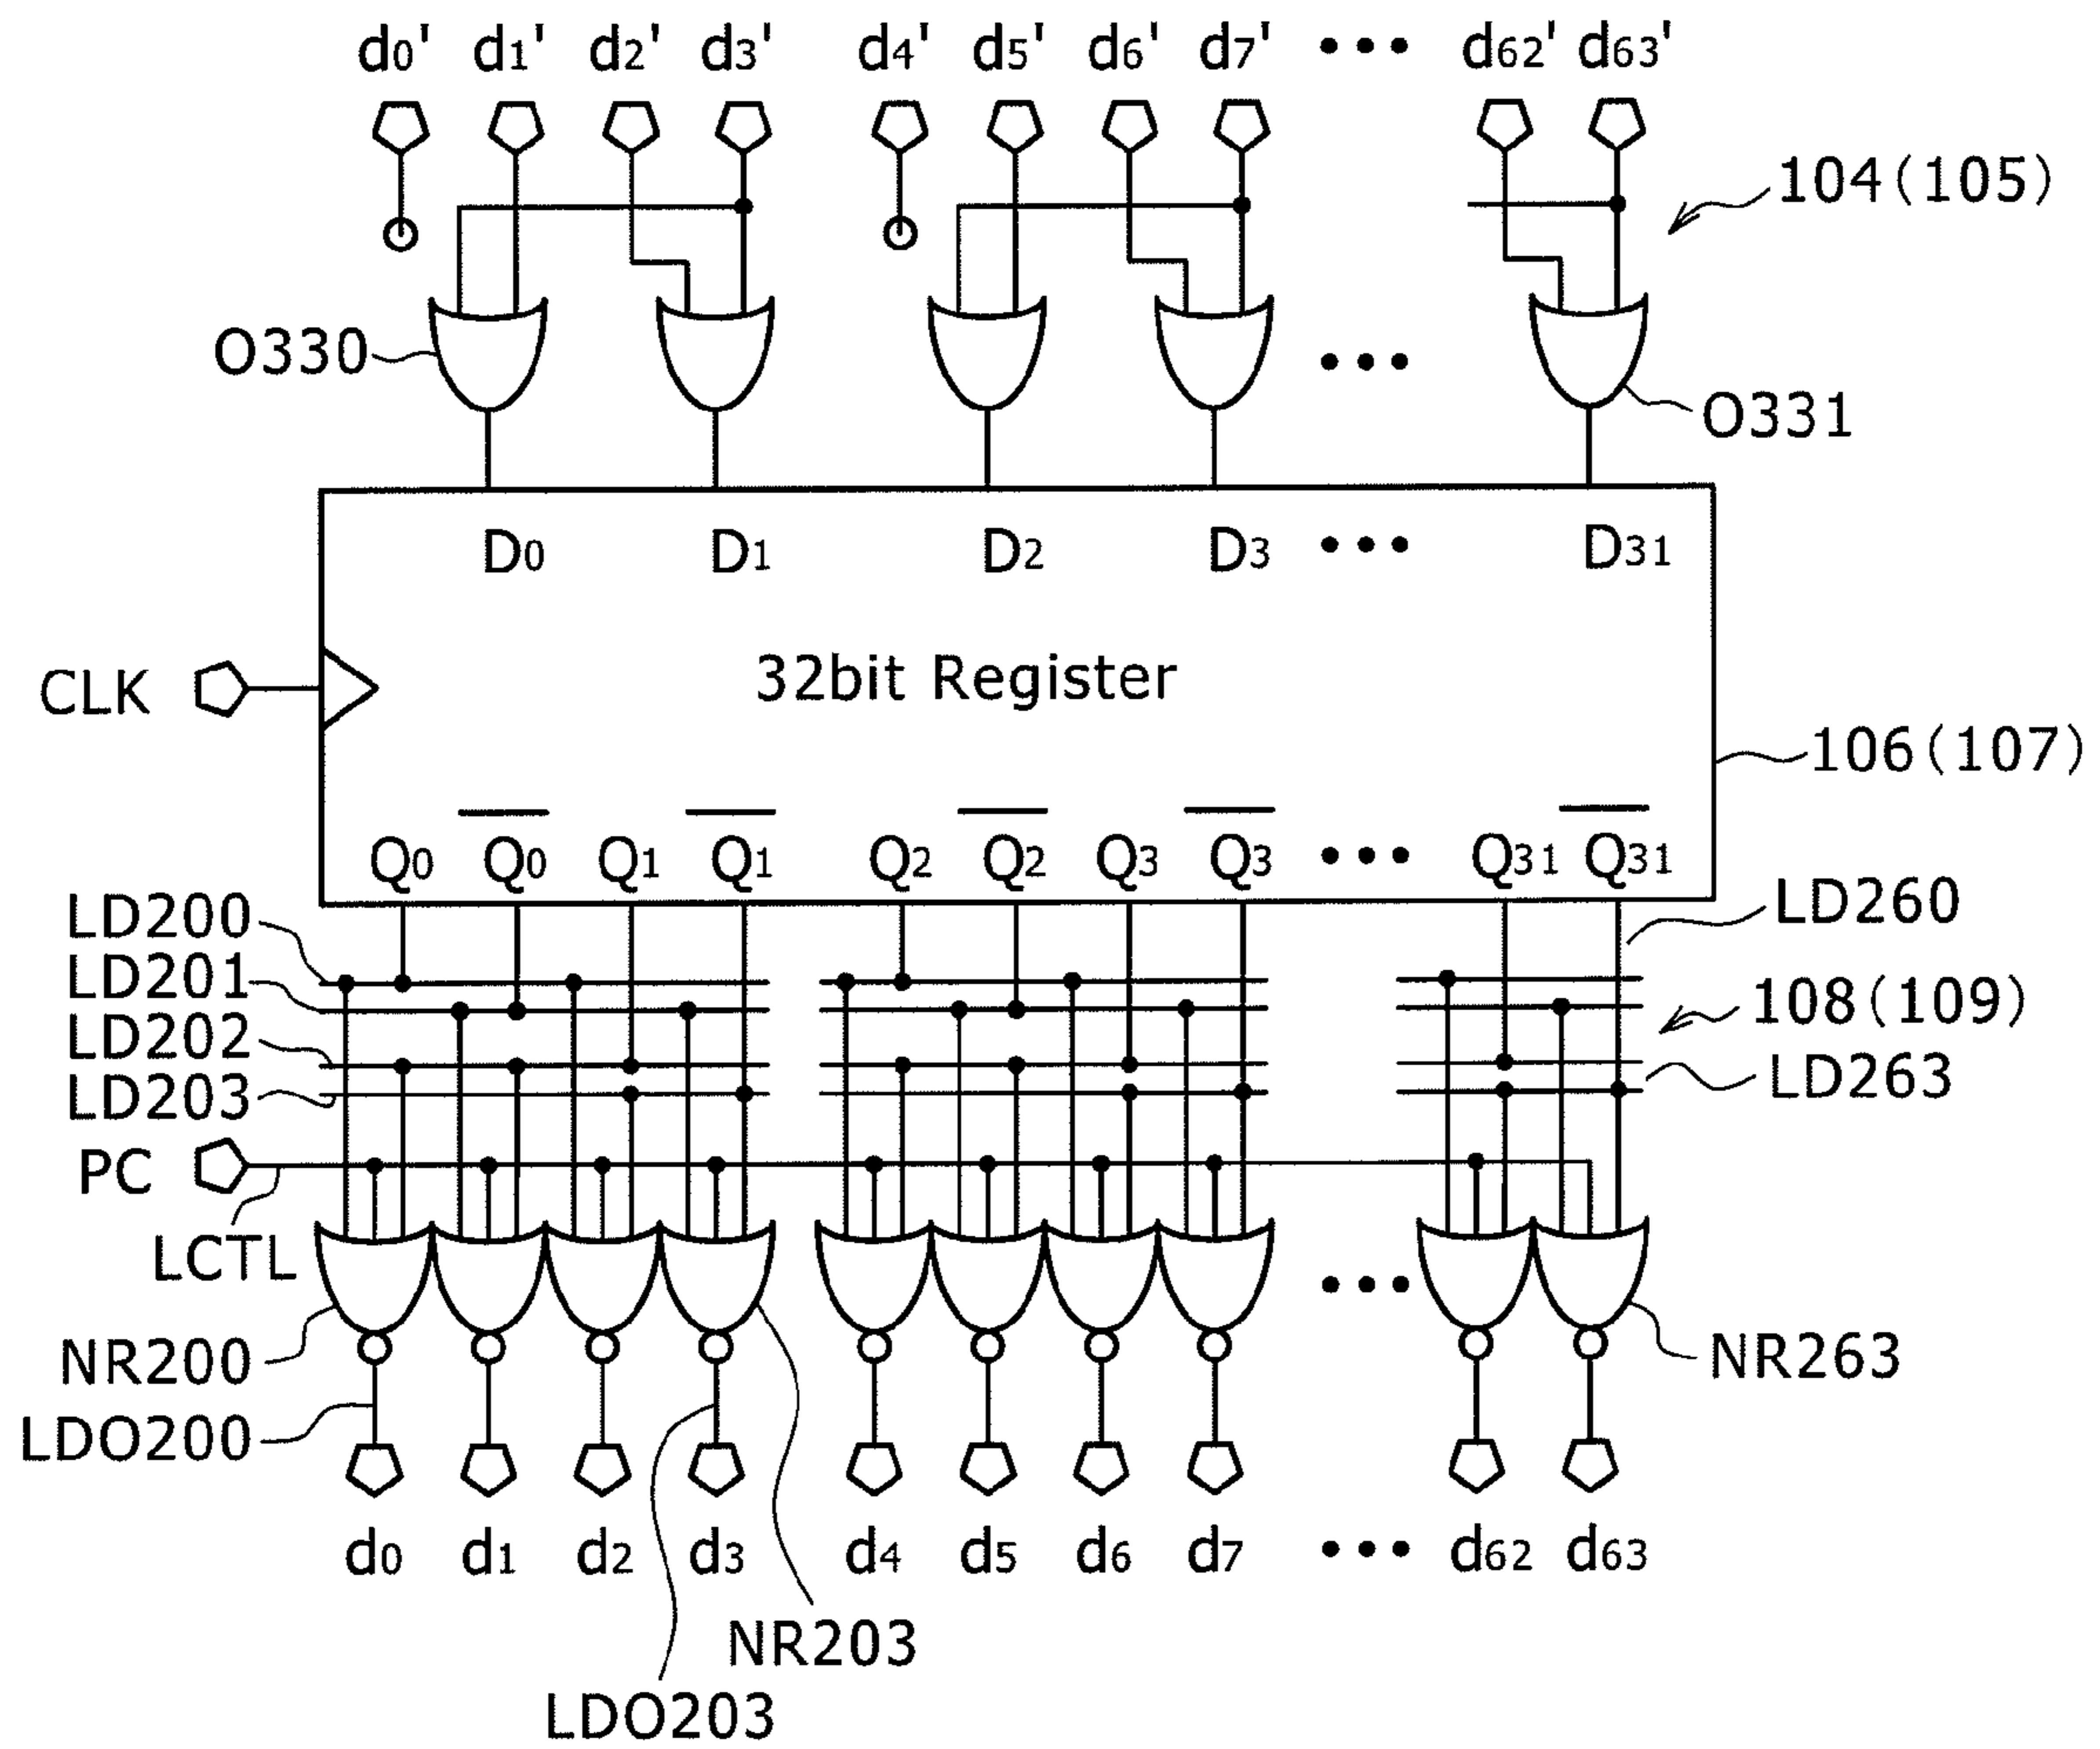 d0' d1' d2' d3' d4' d5' d6' d7' ••• d62' d63'
104(105)
O330
•••
O331
D0 D1 D2 D3 ••• D31
CLK
32bit Register
106(107)
Q0 Q0 Q1 Q1 Q2 Q2 Q3 Q3 ••• Q31 Q31
LD200
LD260
LD201
108(109)
LD202
LD263
LD203
PC
LCTL
•••
NR200
NR263
LDO200
d0 d1 d2 d3 d4 d5 d6 d7 ••• d62 d63
NR203
LDO203